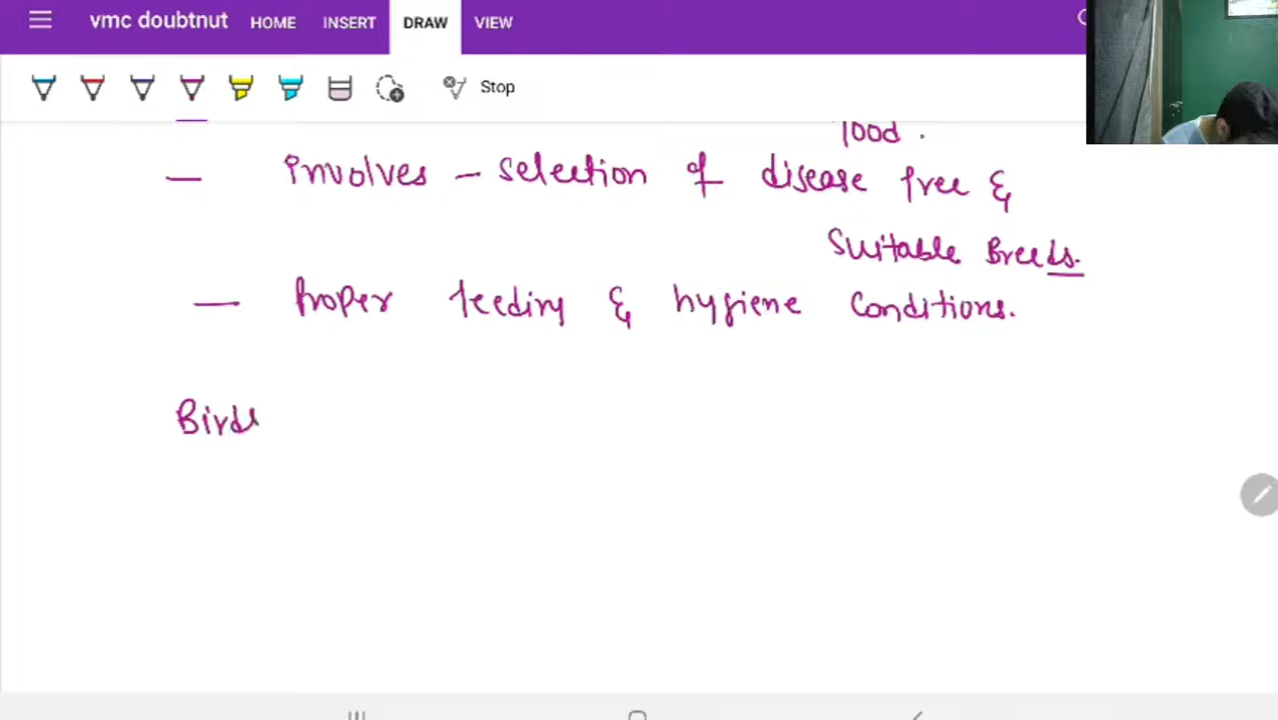 vmc doubtnut HOME INSERT DRAW VIEW
Stop
food.
— involves - selection of disease free &
suitable Breeds.
— Proper feeding & hygiene conditions.
Birds